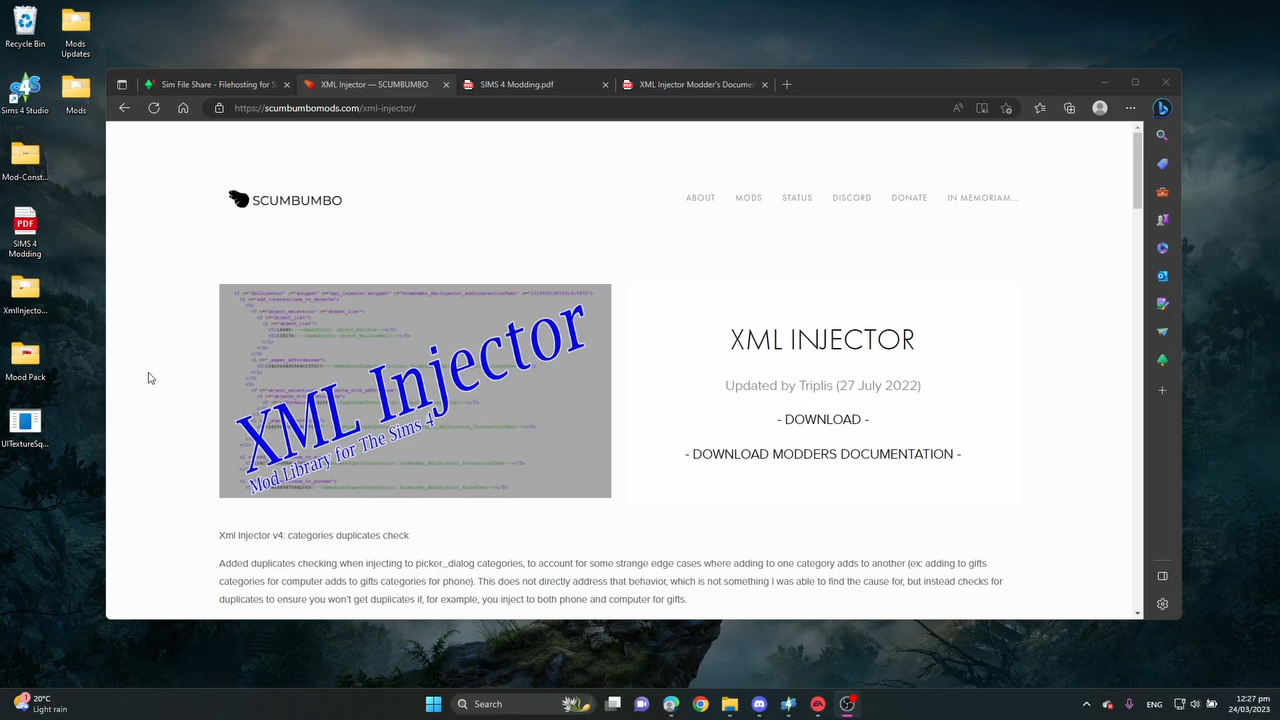 Recycle Bin
Mods
Updates
Sims 4 Studio
Mods
Mod-Const...
PDF
SIMS 4
Modding
XmlInjecto...
Mood Pack
UITextureSq...
Sim File Share - Filehosting for S
XML Injector — SCUMBUMBO
SIMS 4 Modding.pdf
XML Injector Modder's Documen
https://scumbumbomods.com/xml-injector/
SCUMBUMBO
ABOUT MODS STATUS DISCORD DONATE IN MEMORIAM...
XML Injector
Mod Library for The Sims 4
XML INJECTOR
Updated by Triplis (27 July 2022)
- DOWNLOAD -
- DOWNLOAD MODDERS DOCUMENTATION -
Xml Injector v4: categories duplicates check
Added duplicates checking when injecting to picker_dialog categories, to account for some strange edge cases where adding to one category adds to another (ex: adding to gifts
categories for computer adds to gifts categories for phone). This does not directly address that behavior, which is not something I was able to find the cause for, but instead checks for
duplicates to ensure you won't get duplicates if, for example, you inject to both phone and computer for gifts.
1
20°C
Light rain
Search
ENG
12:27 pm
24/03/2023